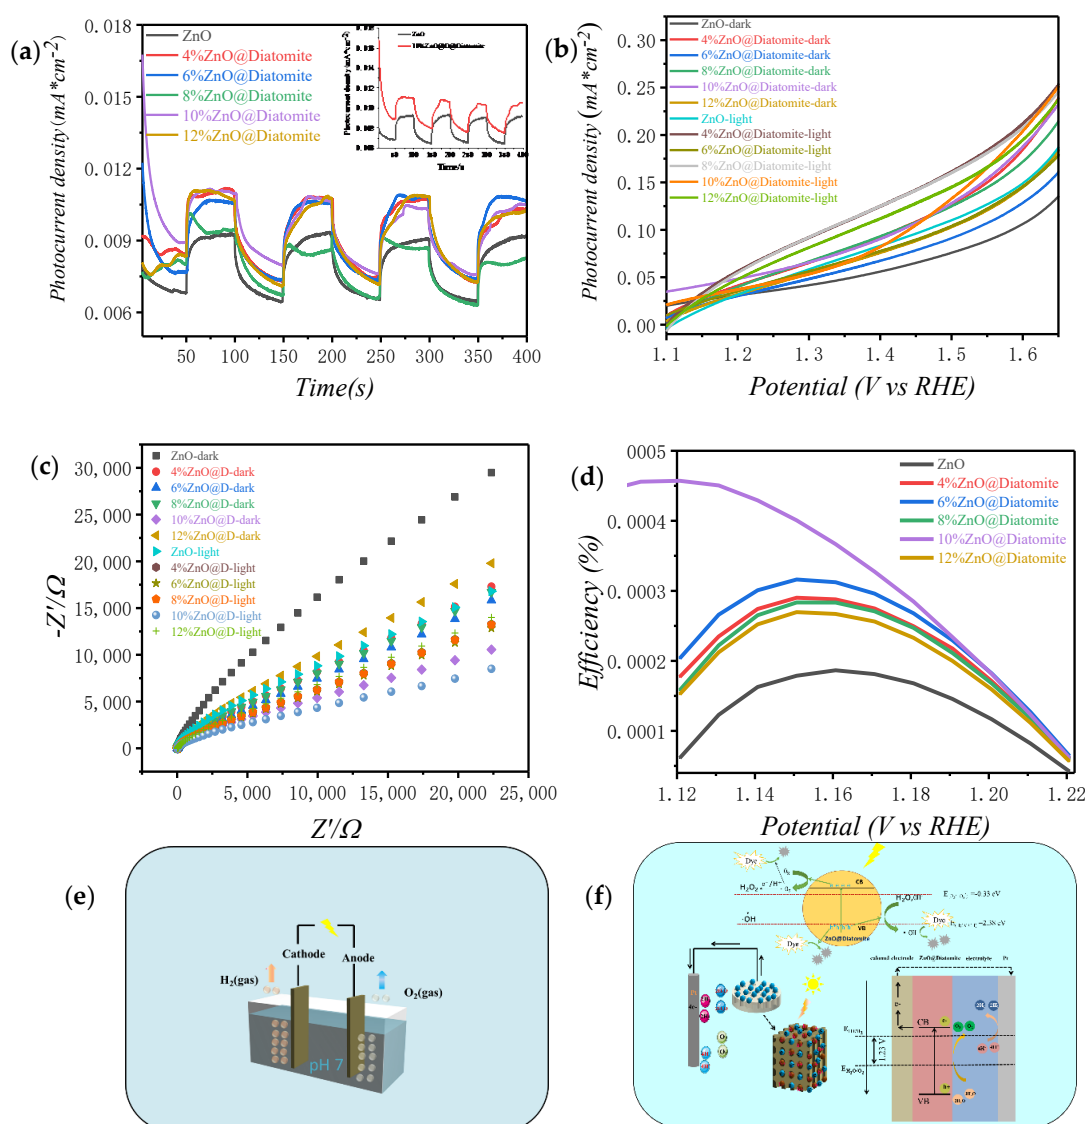 (a)
0.018
0.015
0.012
0.009
0.006
Photocurrent density (mA*cm-2)
ZnO
4%ZnO@Diatomite
6%ZnO@Diatomite
8%ZnO@Diatomite
10%ZnO@Diatomite
12%ZnO@Diatomite
ZnO
10%ZnO@Diatomite
Photocurrent density (mA*cm-2)
Time/s
50 100 150 200 250 300 350 400
Time(s)
(b)
0.30
0.25
0.20
0.15
0.10
0.05
0.00
Photocurrent density (mA*cm-2)
ZnO-dark
4%ZnO@Diatomite-dark
6%ZnO@Diatomite-dark
8%ZnO@Diatomite-dark
10%ZnO@Diatomite-dark
12%ZnO@Diatomite-dark
ZnO-light
4%ZnO@Diatomite-light
6%ZnO@Diatomite-light
8%ZnO@Diatomite-light
10%ZnO@Diatomite-light
12%ZnO@Diatomite-light
1.1 1.2 1.3 1.4 1.5 1.6
Potential (V vs RHE)
(c)
30,000
25,000
20,000
15,000
10,000
5,000
0
-Z'/Ω
ZnO-dark
4%ZnO@D-dark
6%ZnO@D-dark
8%ZnO@D-dark
10%ZnO@D-dark
12%ZnO@D-dark
ZnO-light
4%ZnO@D-light
6%ZnO@D-light
8%ZnO@D-light
10%ZnO@D-light
12%ZnO@D-light
0 5,000 10,000 15,000 20,000 25,000
Z'/Ω
(d)
0.0005
0.0004
0.0003
0.0002
0.0001
Efficiency (%)
ZnO
4%ZnO@Diatomite
6%ZnO@Diatomite
8%ZnO@Diatomite
10%ZnO@Diatomite
12%ZnO@Diatomite
1.12 1.14 1.16 1.18 1.20 1.22
Potential (V vs RHE)
(e)
Cathode
Anode
H2(gas)
O2(gas)
pH 7
(f)
Dye
H2O2
CB
·OH
VB
ZnO@Diatomite
Dye
Dye
ZnO@Diatomite electrolyte Pt
CB
1.23 V
VB